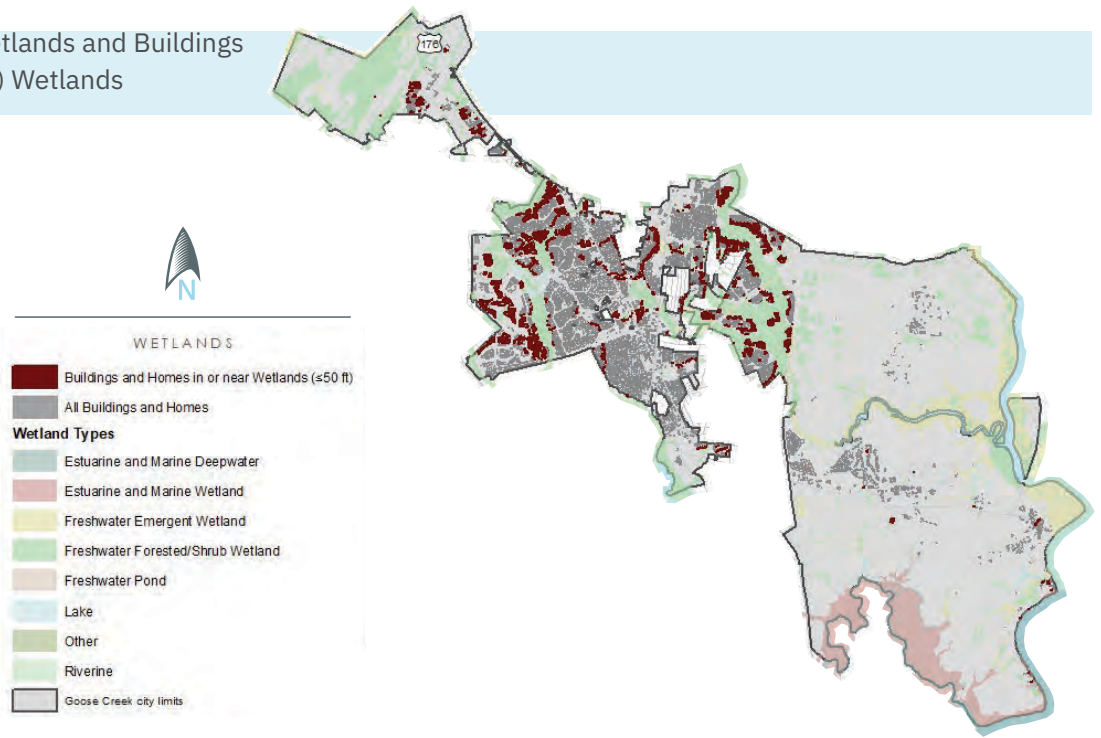 etlands and Buildings
) Wetlands
176
N
WETLANDS
Buildings and Homes in or near Wetlands (≤50 ft)
All Buildings and Homes
Wetland Types
Estuarine and Marine Deepwater
Estuarine and Marine Wetland
Freshwater Emergent Wetland
Freshwater Forested/Shrub Wetland
Freshwater Pond
Lake
Other
Riverine
Goose Creek city limits